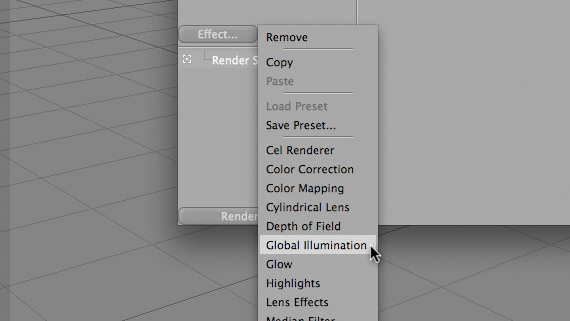 Effect...
Remove
Copy
Render S
Paste
Load Preset
Save Preset...
Cel Renderer
Color Correction
Color Mapping
Cylindrical Lens
Render
Depth of Field
Global Illumination
Glow
Highlights
Lens Effects
Median Filter